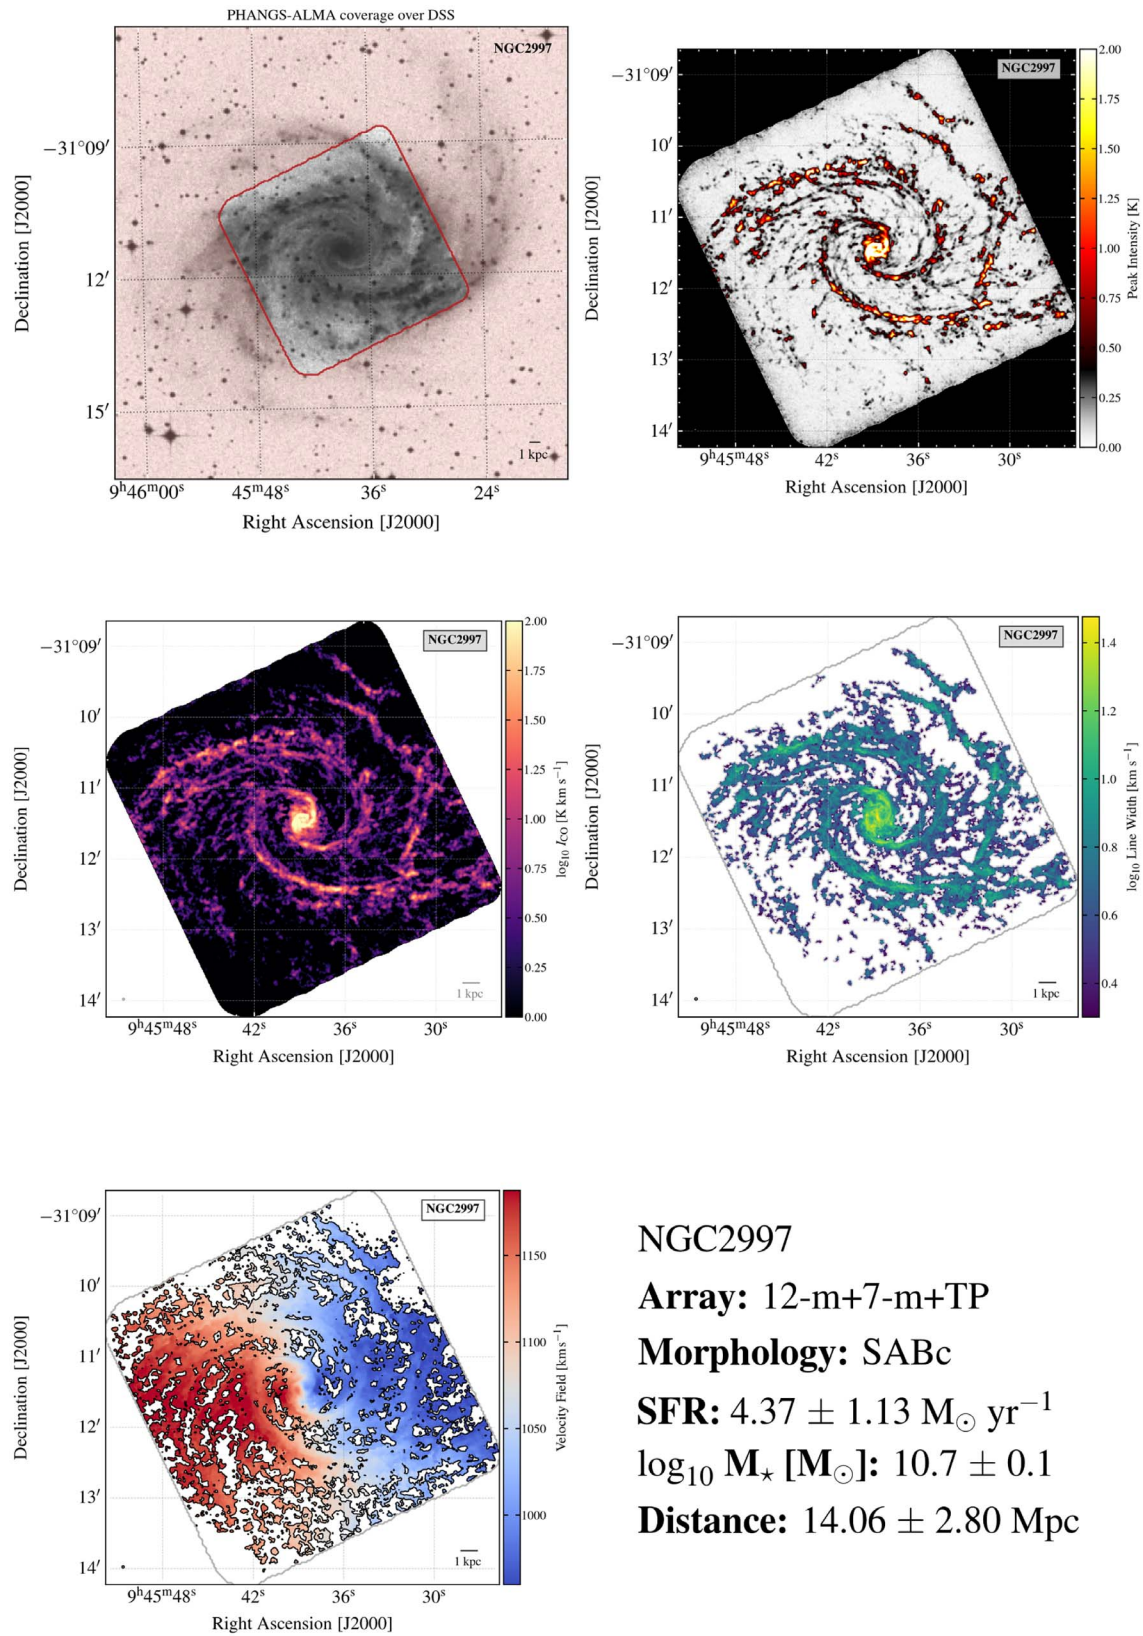 PHANGS-ALMA coverage over DSS
NGC2997
−31°09′
12′
15′
1 kpc
9ʰ46ᵐ00ˢ 45ᵐ48ˢ 36ˢ 24ˢ
Right Ascension [J2000]
Declination [J2000]
NGC2997
−31°09′
10′
11′
12′
13′
14′
9ʰ45ᵐ48ˢ 42ˢ 36ˢ 30ˢ
Right Ascension [J2000]
Declination [J2000]
2.00
1.75
1.50
1.25
1.00
0.75
0.50
0.25
0.00
Peak Intensity [K]
NGC2997
−31°09′
10′
11′
12′
13′
14′
1 kpc
9ʰ45ᵐ48ˢ 42ˢ 36ˢ 30ˢ
Right Ascension [J2000]
Declination [J2000]
2.00
1.75
1.50
1.25
1.00
0.75
0.50
0.25
0.00
log₁₀ I_CO [K km s⁻¹]
NGC2997
−31°09′
10′
11′
12′
13′
14′
1 kpc
9ʰ45ᵐ48ˢ 42ˢ 36ˢ 30ˢ
Right Ascension [J2000]
Declination [J2000]
1.4
1.2
1.0
0.8
0.6
0.4
log₁₀ Line Width [km s⁻¹]
NGC2997
−31°09′
10′
11′
12′
13′
14′
1 kpc
9ʰ45ᵐ48ˢ 42ˢ 36ˢ 30ˢ
Right Ascension [J2000]
Declination [J2000]
1150
1100
1050
1000
Velocity Field [kms⁻¹]
NGC2997
Array: 12-m+7-m+TP
Morphology: SABc
SFR: 4.37 ± 1.13 M⊙ yr⁻¹
log₁₀ M⋆ [M⊙]: 10.7 ± 0.1
Distance: 14.06 ± 2.80 Mpc